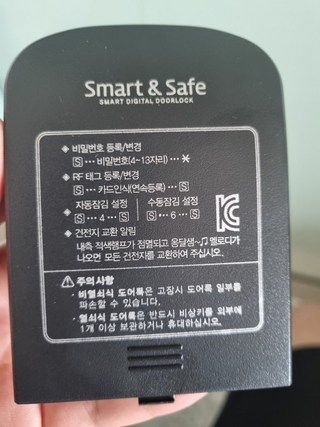 Smart & Safe
SMART DIGITAL DOORLOCK
◈ 비밀번호 등록/변경
S ··· 비밀번호(4~13자리) ··· *
◈ RF 태그 등록/변경
S ··· 카드인식(연속등록) ··· S
◈ 자동잠김 설정 | 수동잠김 설정
S ··· 4 ··· S | S ··· 6 ··· S
◈ 건전지 교환 알림
내측 적색램프가 점멸되고 옹달샘~♫ 멜로디가
나오면 모든 건전지를 교환하여 주십시오.
⚠ 주의사항
· 비열쇠식 도어록은 고장시 도어록 일부를
파손할 수 있습니다.
· 열쇠식 도어록은 반드시 비상키를 외부에
1개 이상 보관하거나 휴대하십시오.